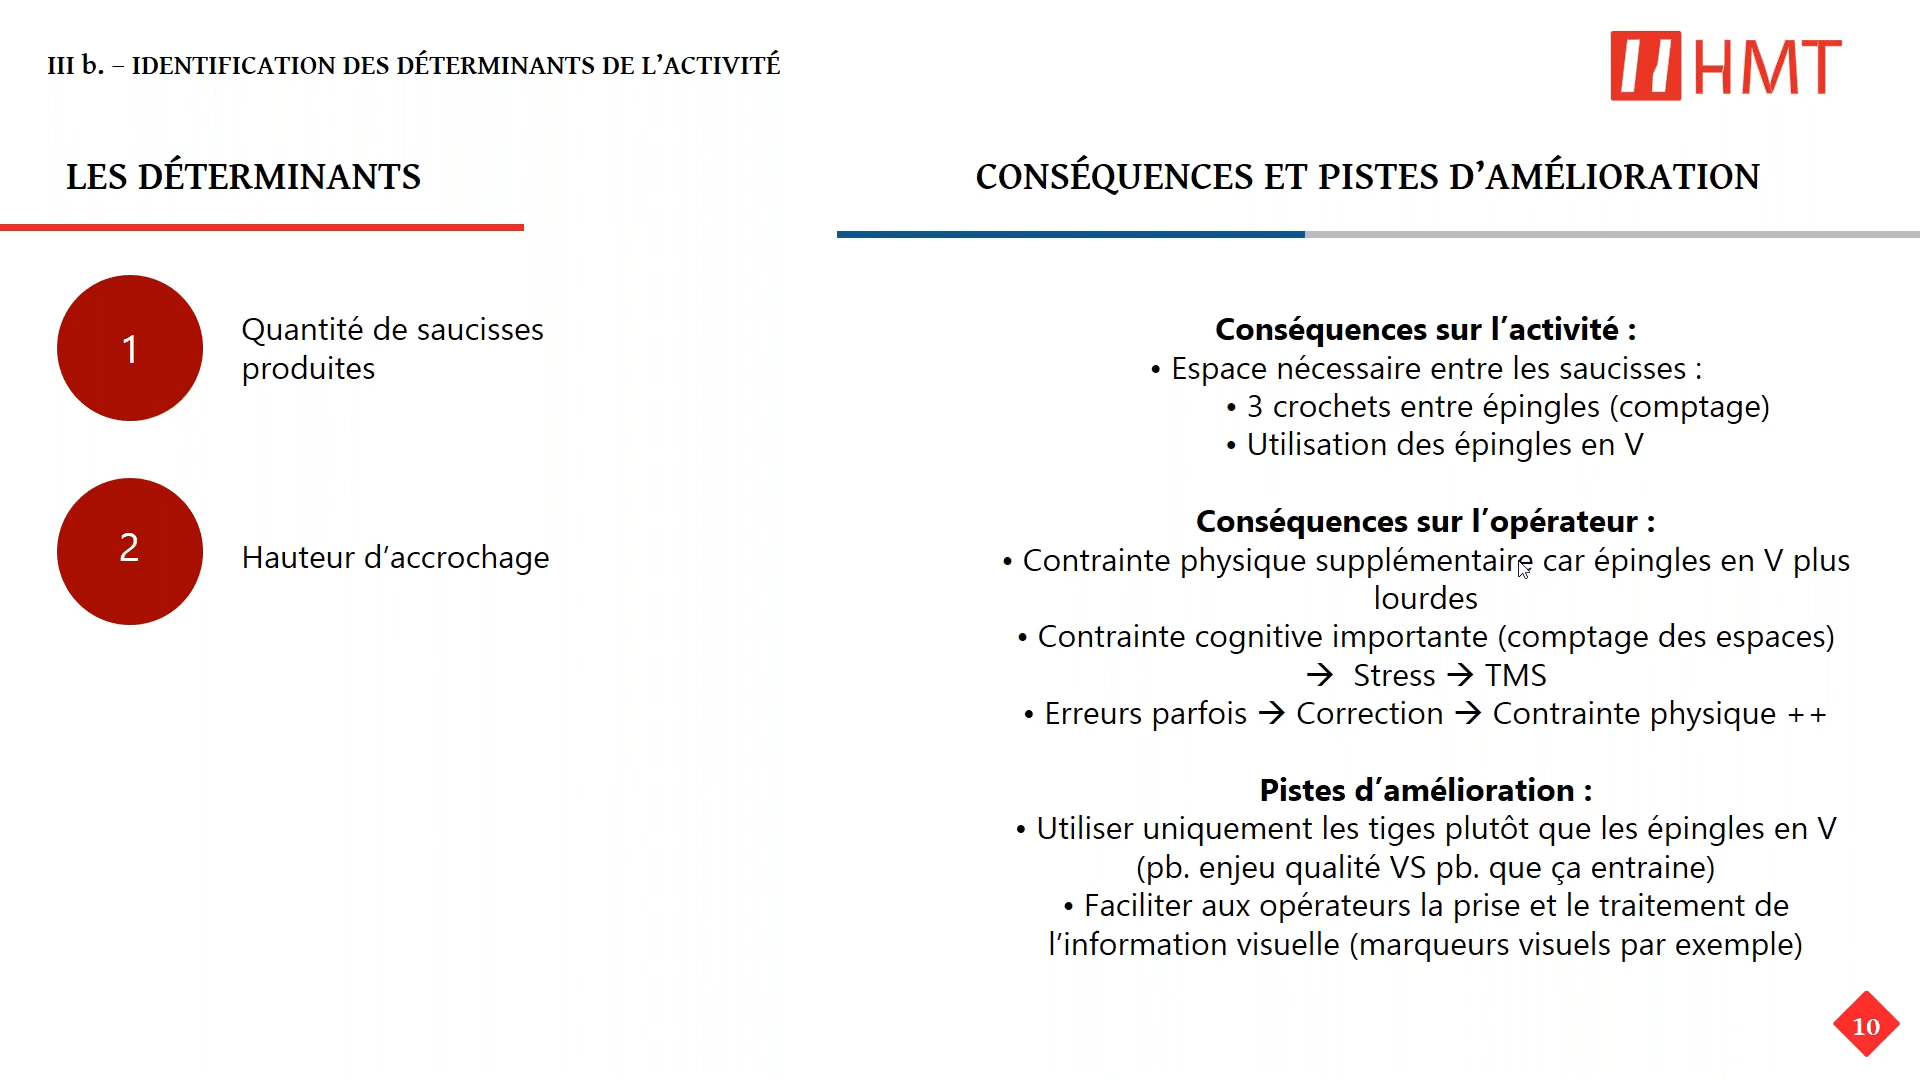 III b. – IDENTIFICATION DES DÉTERMINANTS DE L’ACTIVITÉ
HMT
LES DÉTERMINANTS
1
Quantité de saucisses
produites
2
Hauteur d’accrochage
CONSÉQUENCES ET PISTES D’AMÉLIORATION
Conséquences sur l’activité :
• Espace nécessaire entre les saucisses :
• 3 crochets entre épingles (comptage)
• Utilisation des épingles en V
Conséquences sur l’opérateur :
• Contrainte physique supplémentaire car épingles en V plus
lourdes
• Contrainte cognitive importante (comptage des espaces)
→ Stress → TMS
• Erreurs parfois → Correction → Contrainte physique ++
Pistes d’amélioration :
• Utiliser uniquement les tiges plutôt que les épingles en V
(pb. enjeu qualité VS pb. que ça entraine)
• Faciliter aux opérateurs la prise et le traitement de
l’information visuelle (marqueurs visuels par exemple)
10